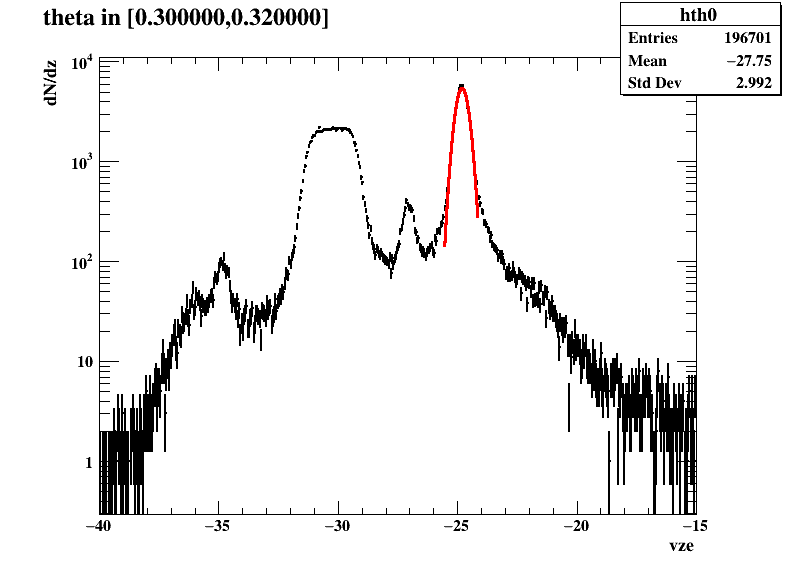 theta in [0.300000,0.320000]
hth0
Entries 196701
Mean −27.75
Std Dev 2.992
dN/dz
10⁴
10³
10²
10
1
−40 −35 −30 −25 −20 −15
vze